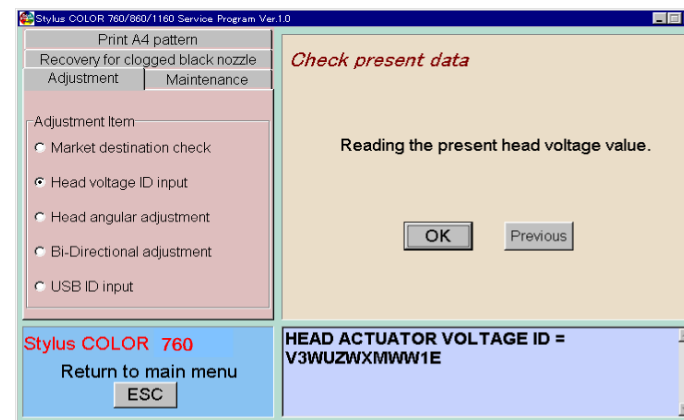 Stylus COLOR 760/860/1160 Service Program Ver.1.0
Print A4 pattern
Recovery for clogged black nozzle
Adjustment Maintenance
Adjustment Item
Market destination check
Head voltage ID input
Head angular adjustment
Bi-Directional adjustment
USB ID input
Check present data
Reading the present head voltage value.
OK Previous
Stylus COLOR 760
Return to main menu
ESC
HEAD ACTUATOR VOLTAGE ID =
V3WUZWXMWW1E